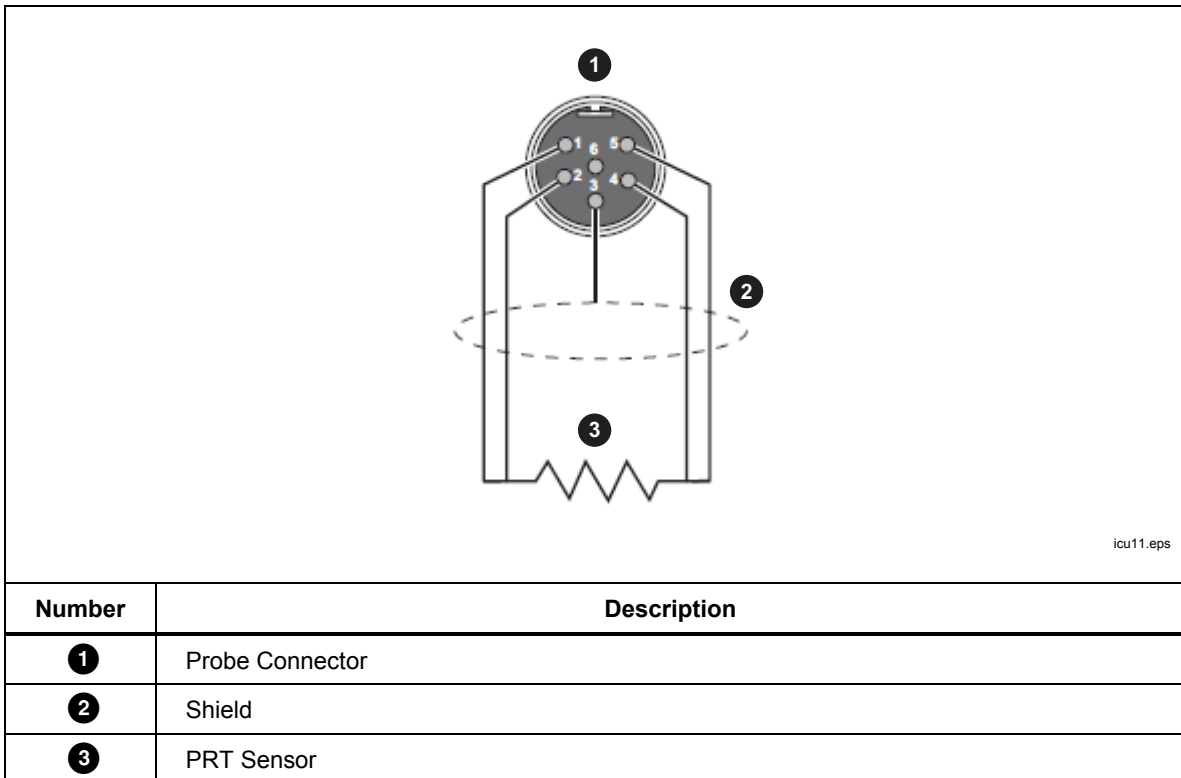 1
1
5
6
2
4
3
2
3
icu11.eps
Number Description
1 Probe Connector
2 Shield
3 PRT Sensor